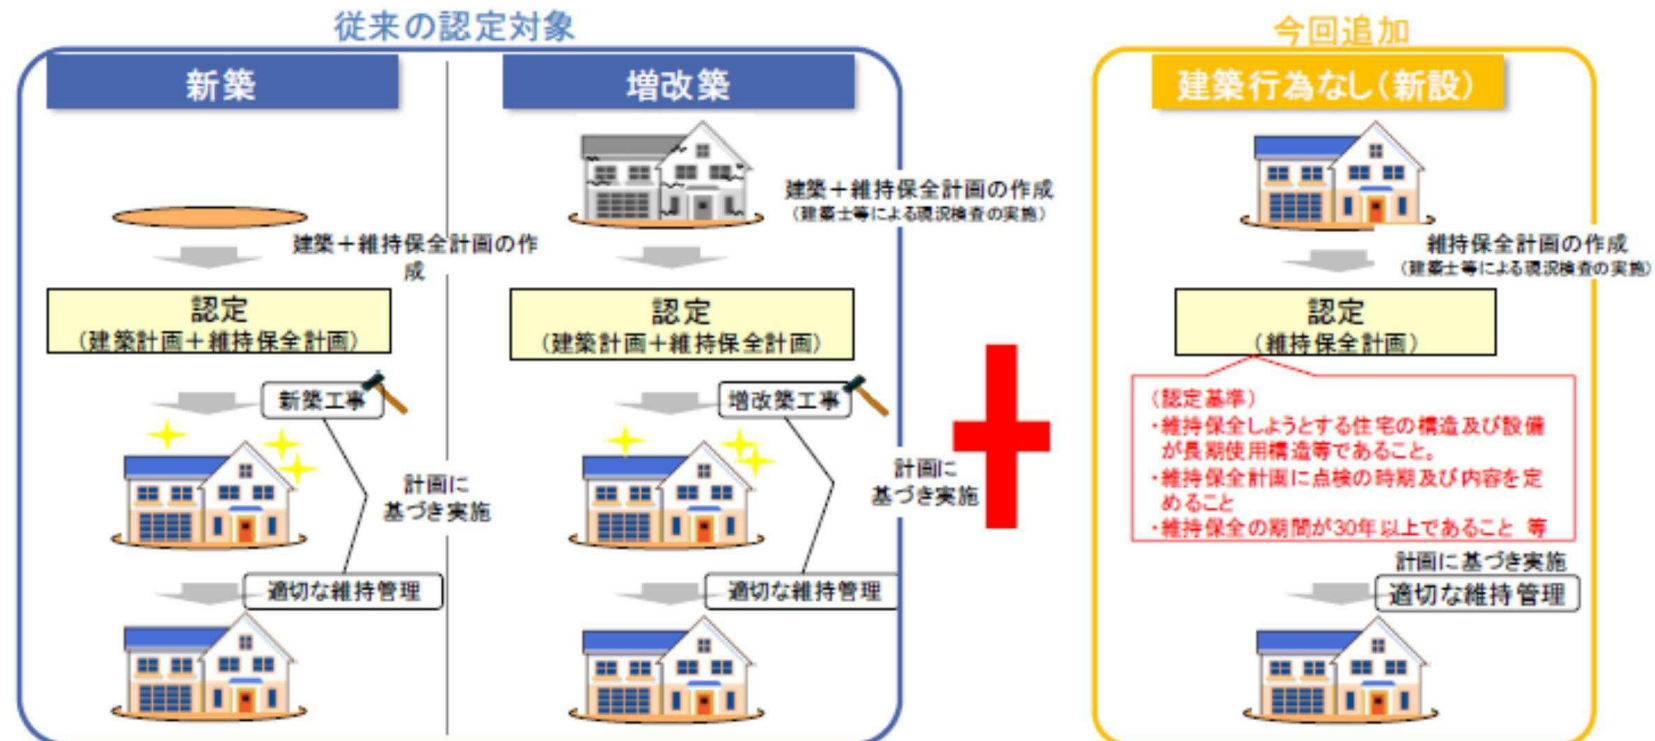 従来の認定対象
新築
建築＋維持保全計画の作
成
認定
（建築計画＋維持保全計画）
新築工事
計画に
基づき実施
適切な維持管理
増改築
建築＋維持保全計画の作成
（建築士等による現況検査の実施）
認定
（建築計画＋維持保全計画）
増改築工事
計画に
基づき実施
適切な維持管理
今回追加
建築行為なし（新設）
維持保全計画の作成
（建築士等による現況検査の実施）
認定
（維持保全計画）
（認定基準）
・維持保全しようとする住宅の構造及び設備
が長期使用構造等であること。
・維持保全計画に点検の時期及び内容を定
めること
・維持保全の期間が30年以上であること 等
計画に基づき実施
適切な維持管理